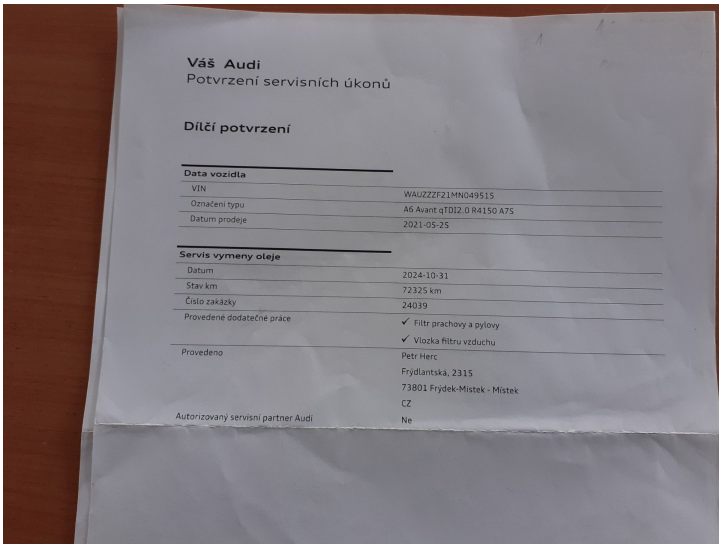 Váš Audi
Potvrzení servisních úkonů
Dílčí potvrzení
Data vozidla
VIN WAUZZZF21MN049515
Označení typu A6 Avant qTDI2.0 R4150 A7S
Datum prodeje 2021-05-25
Servis vymeny oleje
Datum 2024-10-31
Stav km 72325 km
Číslo zakázky 24039
Provedené dodatečné práce ✓ Filtr prachovy a pylovy
✓ Vlozka filtru vzduchu
Provedeno Petr Herc
Frýdlantská, 2315
73801 Frýdek-Místek - Místek
CZ
Autorizovaný servisní partner Audi Ne